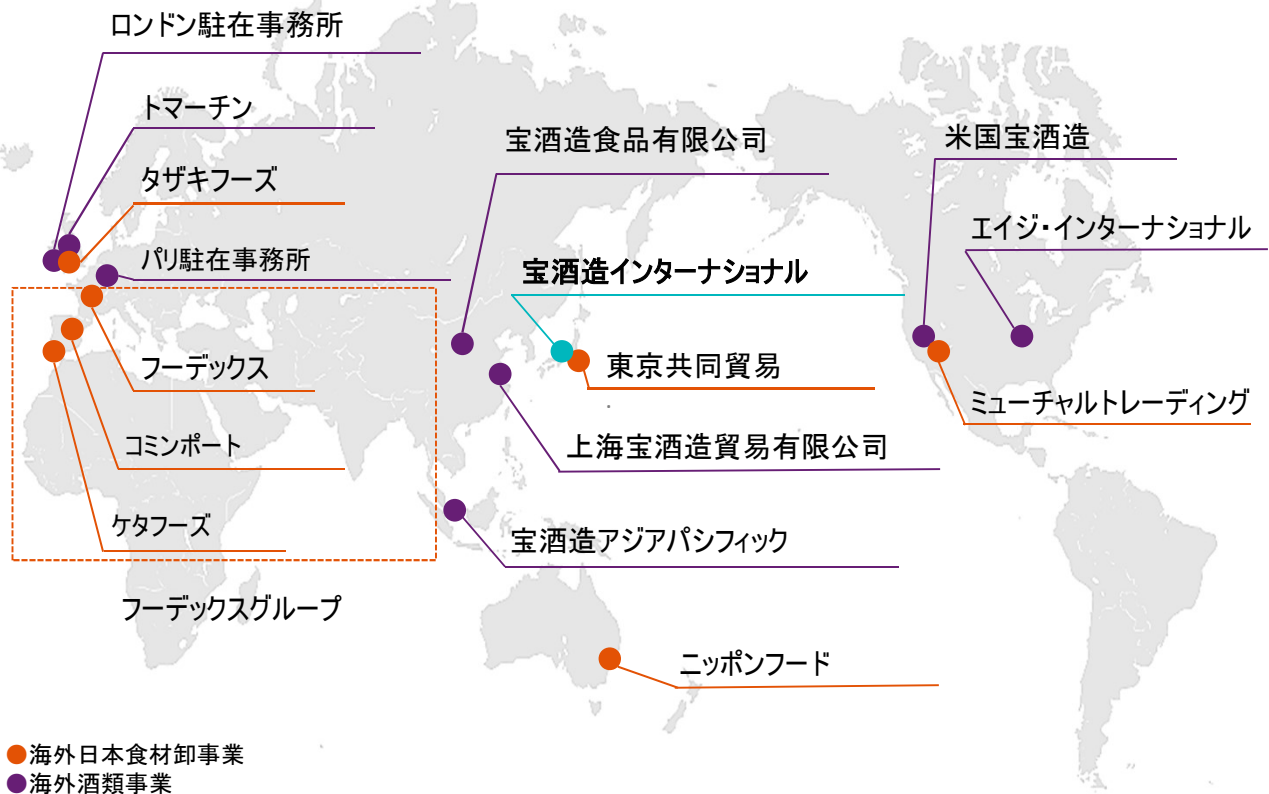 ロンドン駐在事務所
トマーチン
タザキフーズ
パリ駐在事務所
フーデックス
コミンポート
ケタフーズ
フーデックスグループ
宝酒造食品有限公司
宝酒造インターナショナル
東京共同貿易
上海宝酒造貿易有限公司
宝酒造アジアパシフィック
ニッポンフード
米国宝酒造
エイジ・インターナショナル
ミューチャルトレーディング
●海外日本食材卸事業
●海外酒類事業